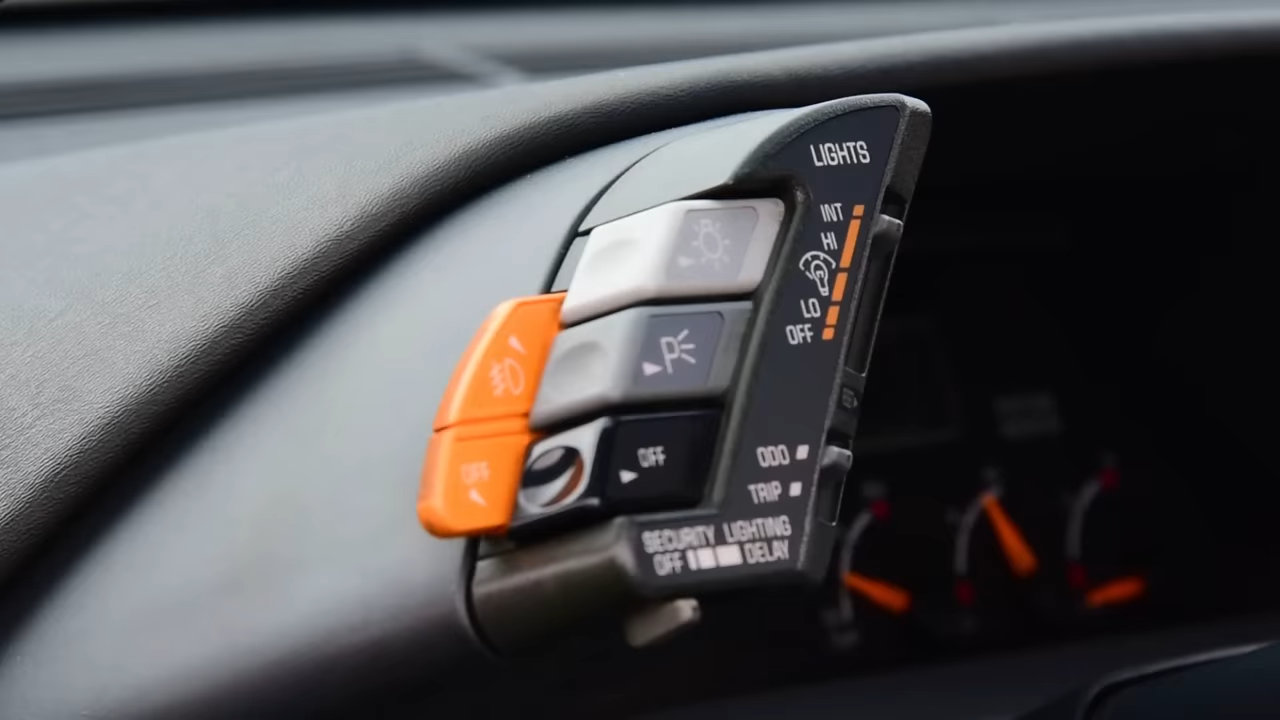 LIGHTS
INT
HI
LO
OFF
P
OFF
OFF
ODO
TRIP
SECURITY LIGHTING
OFF DELAY